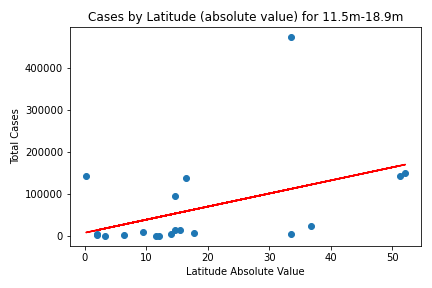 Cases by Latitude (absolute value) for 11.5m-18.9m
Total Cases
400000
300000
200000
100000
0
0 10 20 30 40 50
Latitude Absolute Value